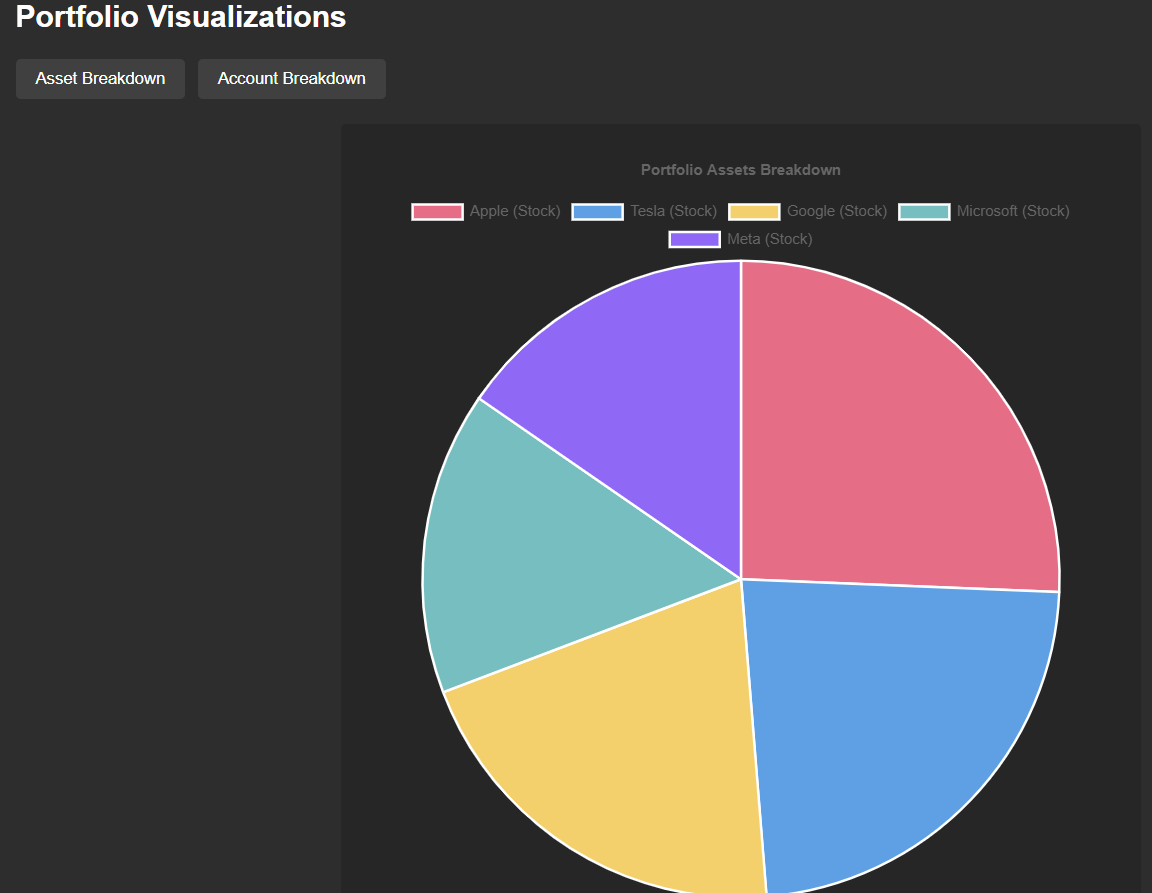 Portfolio Visualizations
Asset Breakdown Account Breakdown
Portfolio Assets Breakdown
Apple (Stock) Tesla (Stock) Google (Stock) Microsoft (Stock)
Meta (Stock)